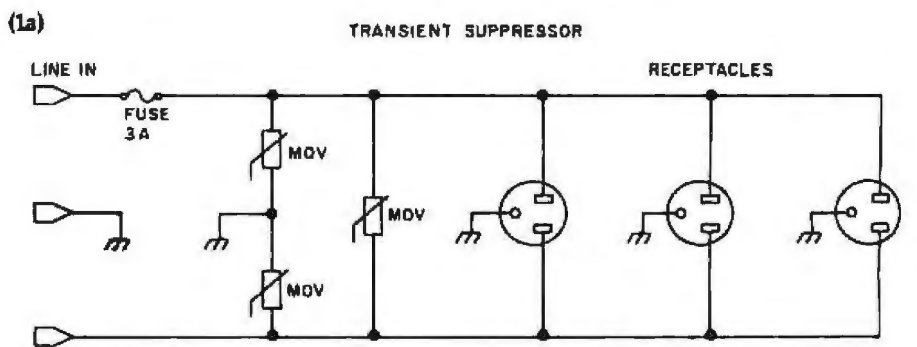 (1a)
TRANSIENT SUPPRESSOR
LINE IN
RECEPTACLES
FUSE
3A
MOV
MOV
MOV